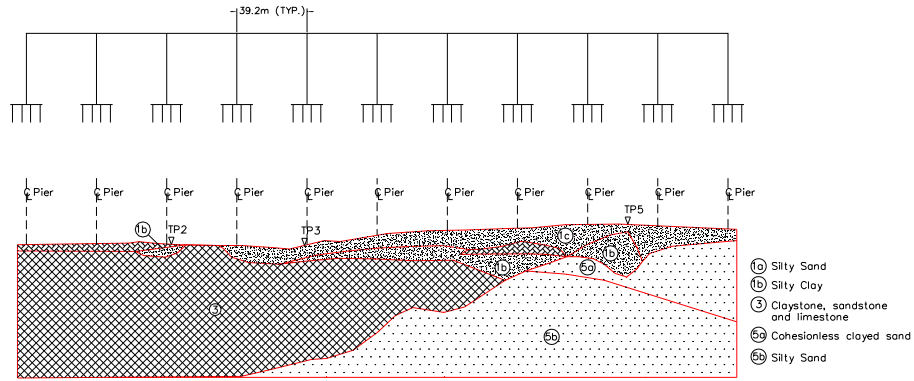 39.2m (TYP.)
℄ Pier ℄ Pier ℄ Pier ℄ Pier ℄ Pier ℄ Pier ℄ Pier ℄ Pier ℄ Pier ℄ Pier ℄ Pier
TP5
1b TP2 TP3
1c
1b
1b 5a
3
5b
1a Silty Sand
1b Silty Clay
3 Claystone, sandstone
and limestone
5a Cohesionless clayed sand
5b Silty Sand